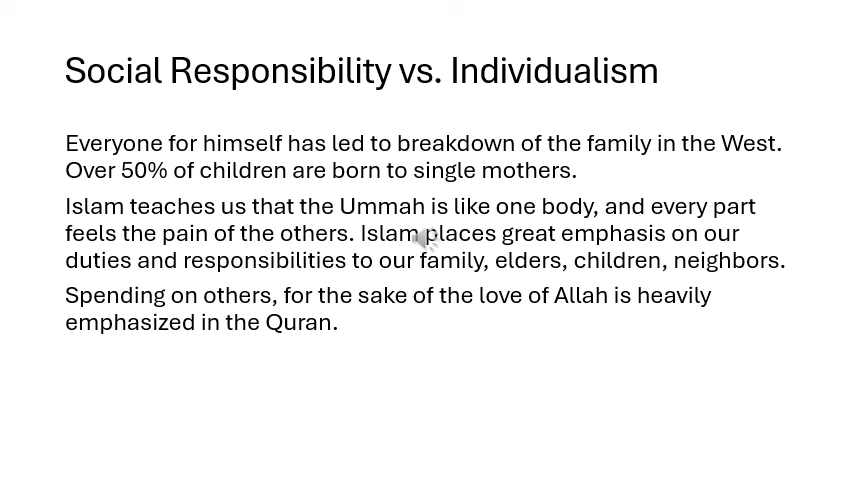 Social Responsibility vs. Individualism
Everyone for himself has led to breakdown of the family in the West.
Over 50% of children are born to single mothers.
Islam teaches us that the Ummah is like one body, and every part
feels the pain of the others. Islam places great emphasis on our
duties and responsibilities to our family, elders, children, neighbors.
Spending on others, for the sake of the love of Allah is heavily
emphasized in the Quran.